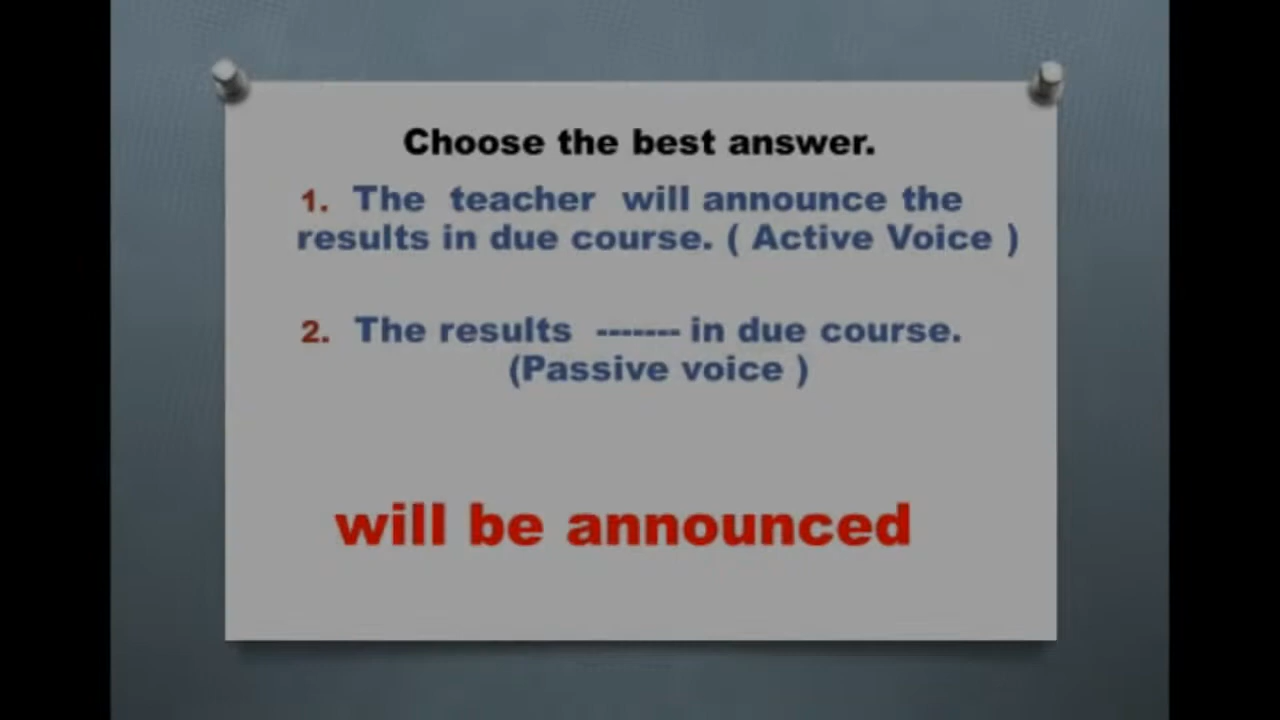 Choose the best answer.
1. The teacher will announce the
results in due course. ( Active Voice )
2. The results ------- in due course.
(Passive voice )
will be announced